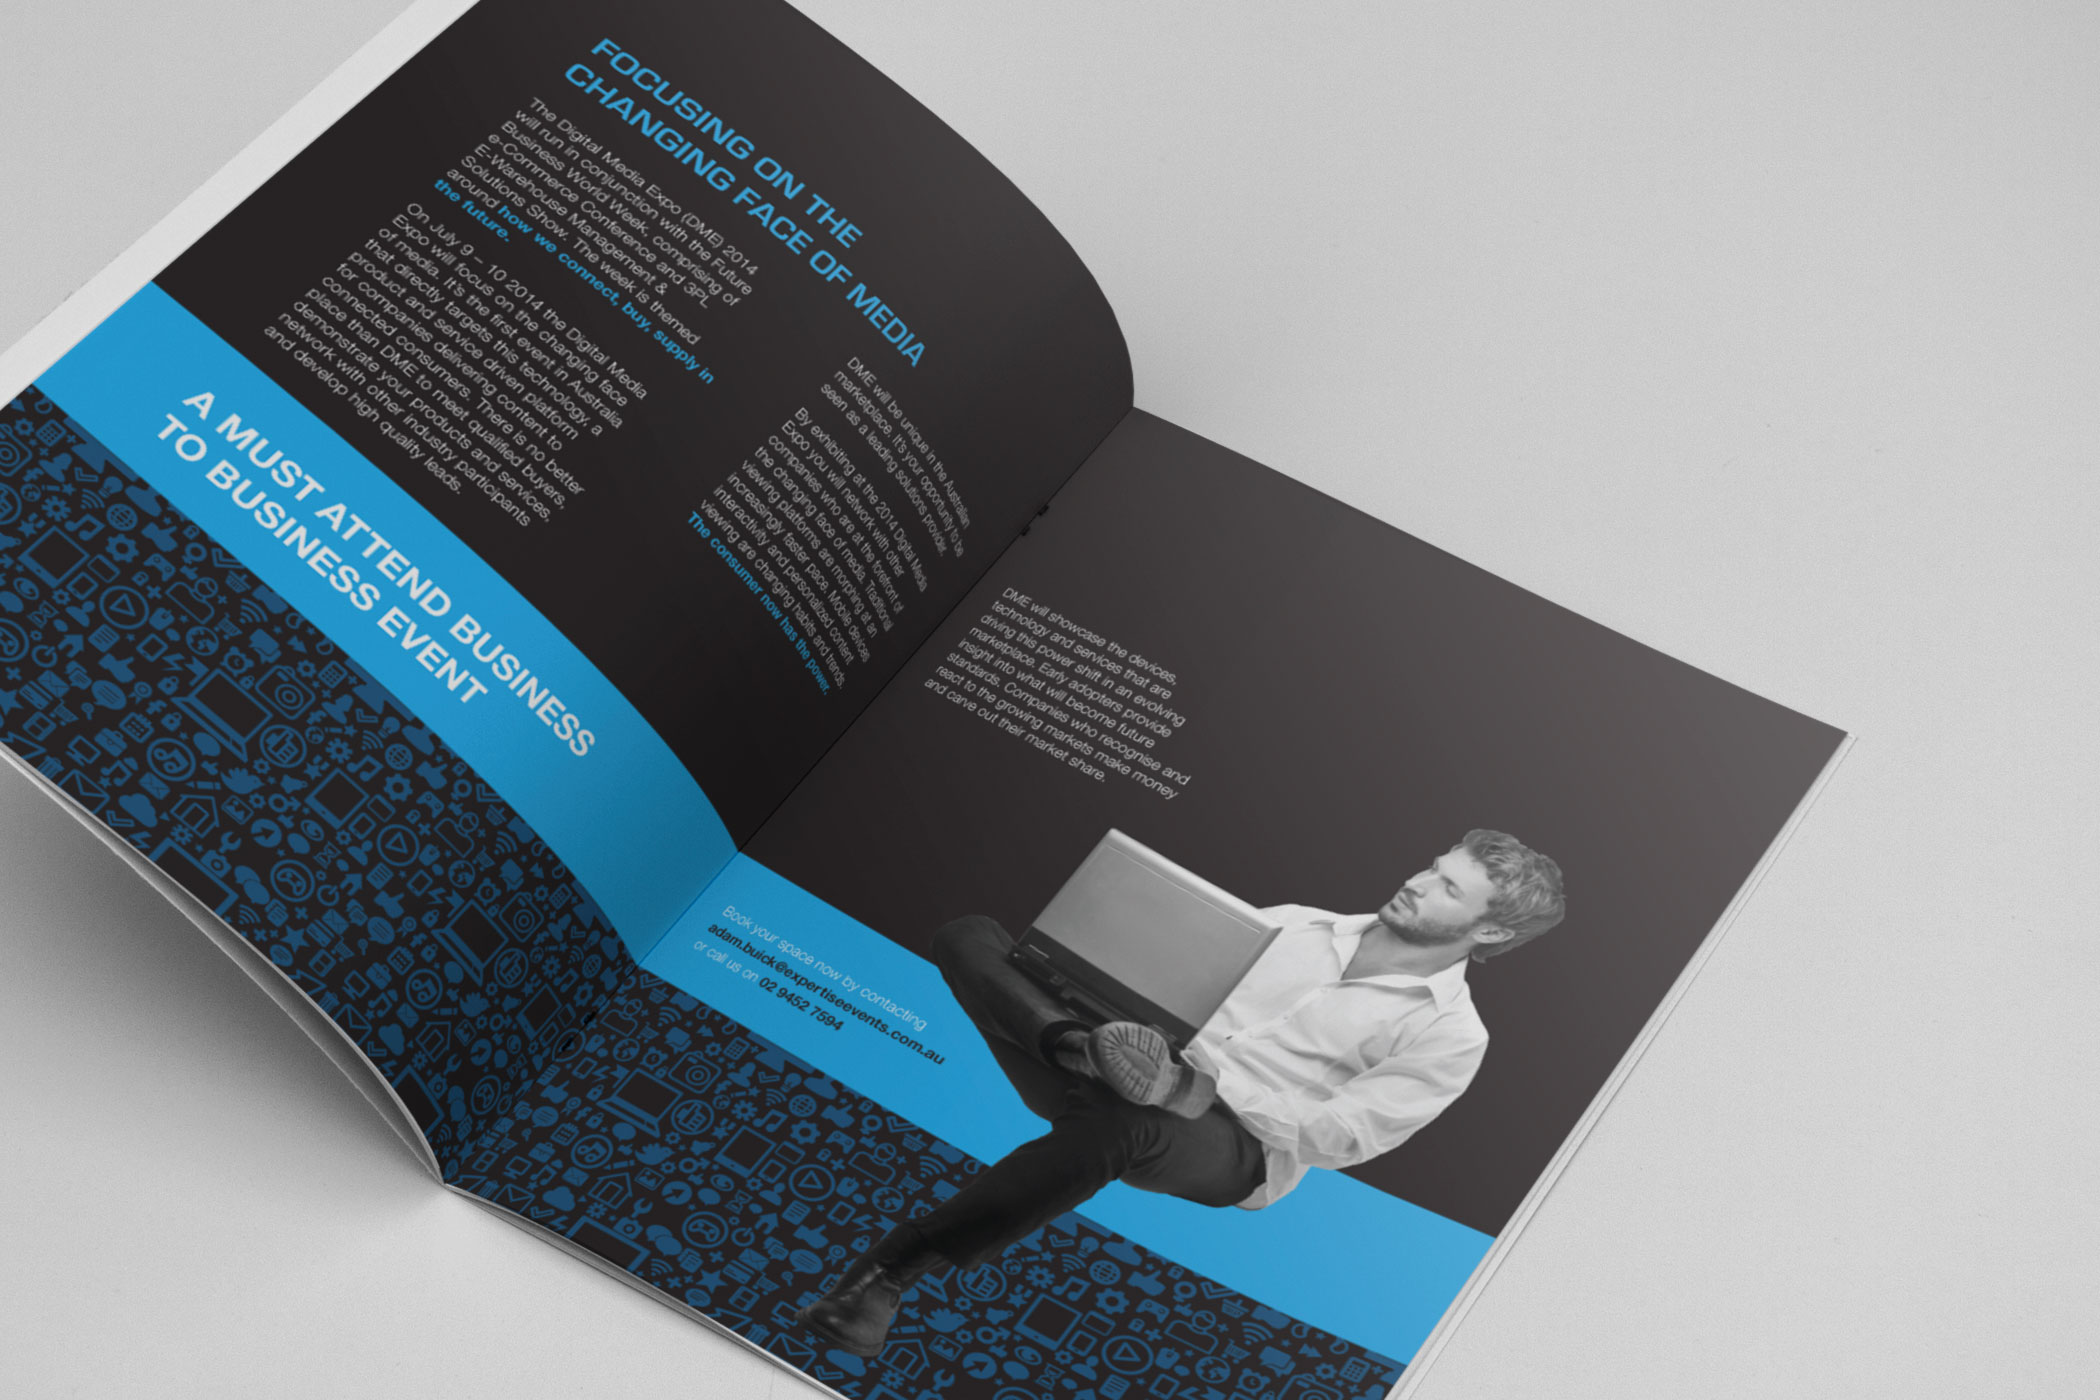 FOCUSING ON THE
CHANGING FACE OF MEDIA
The Digital Media Expo (DME) 2014
will run in conjunction with the Future
Business World Week, comprising of
e-Commerce Conference and 3PL
E-Warehouse Management &
Solutions Show. The week is themed
around how we connect, buy, supply in
the future.
On July 9 – 10 2014 the Digital Media
Expo will focus on the changing face
of media. It's the first event in Australia
that directly targets this technology, a
product and service driven platform
for companies delivering content to
connected consumers. There is no better
place than DME to meet qualified buyers,
demonstrate your products and services,
network with other industry participants
and develop high quality leads.
DME will be unique in the Australian
marketplace. It's your opportunity to be
seen as a leading solutions provider.
By exhibiting at the 2014 Digital Media
Expo you will network with other
companies who are at the forefront of
the changing face of media. Traditional
viewing platforms are morphing at an
increasingly faster pace. Mobile devices
interactivity and personalized content
viewing are changing habits and trends.
The consumer now has the power.
A MUST ATTEND BUSINESS
TO BUSINESS EVENT
DME will showcase the devices,
technology and services that are
driving this power shift in an evolving
marketplace. Early adopters provide
insight into what will become future
standards. Companies who recognise and
react to the growing markets make money
and carve out their market share.
Book your space now by contacting
adam.buick@expertiseevents.com.au
or call us on 02 9452 7594